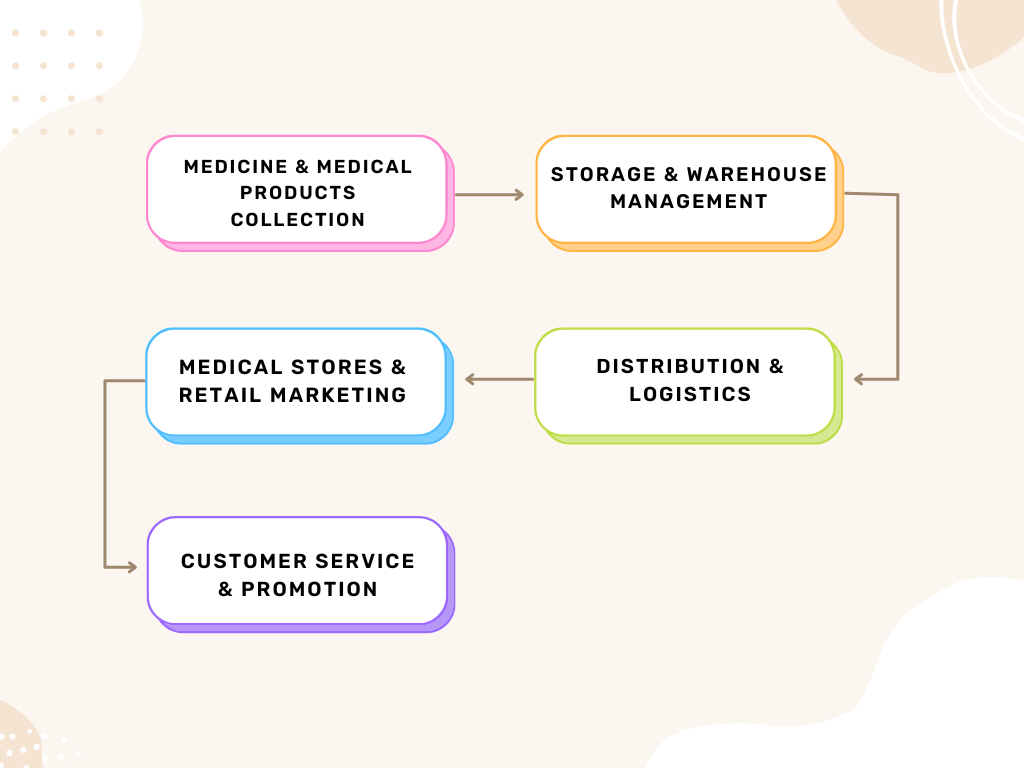 MEDICINE & MEDICAL
PRODUCTS
COLLECTION
STORAGE & WAREHOUSE
MANAGEMENT
DISTRIBUTION &
LOGISTICS
MEDICAL STORES &
RETAIL MARKETING
CUSTOMER SERVICE
& PROMOTION